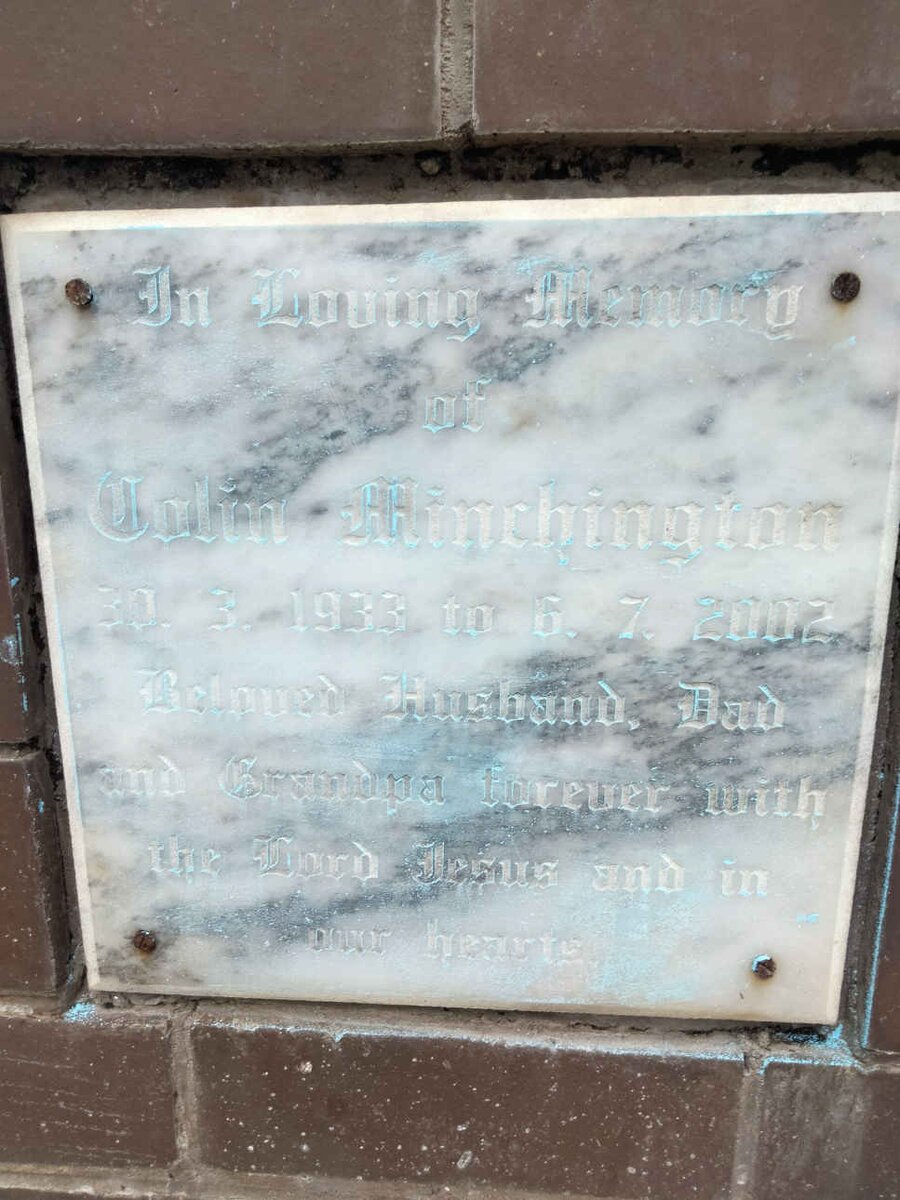 In Loving Memory
of
Colin Minchington
30. 3. 1933 to 6. 7. 2002.
Beloved Husband, Dad
and Grandpa forever with
the Lord Jesus and in
our hearts